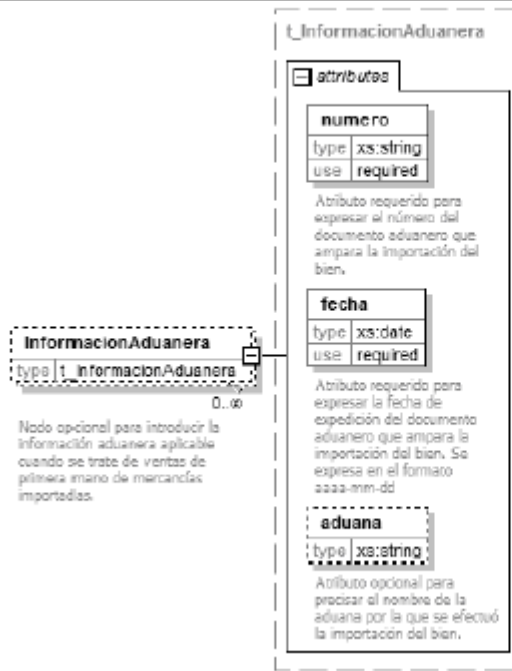 t_InformacionAduanera
attributes
numero
type xs:string
use required
Atributo requerido para
expresar el número del
documento aduanero que
ampara la importación del
bien.
fecha
type xs:date
use required
Atributo requerido para
expresar la fecha de
expedición del documento
aduanero que ampara la
importación del bien. Se
expresa en el formato
aaaa-mm-dd
InformacionAduanera
type t_InformacionAduanera
0..∞
Nodo opcional para introducir la
información aduanera aplicable
cuando se trate de ventas de
primera mano de mercancías
importadas.
aduana
type xs:string
Atributo opcional para
precisar el nombre de la
aduana por la que se efectuó
la importación del bien.